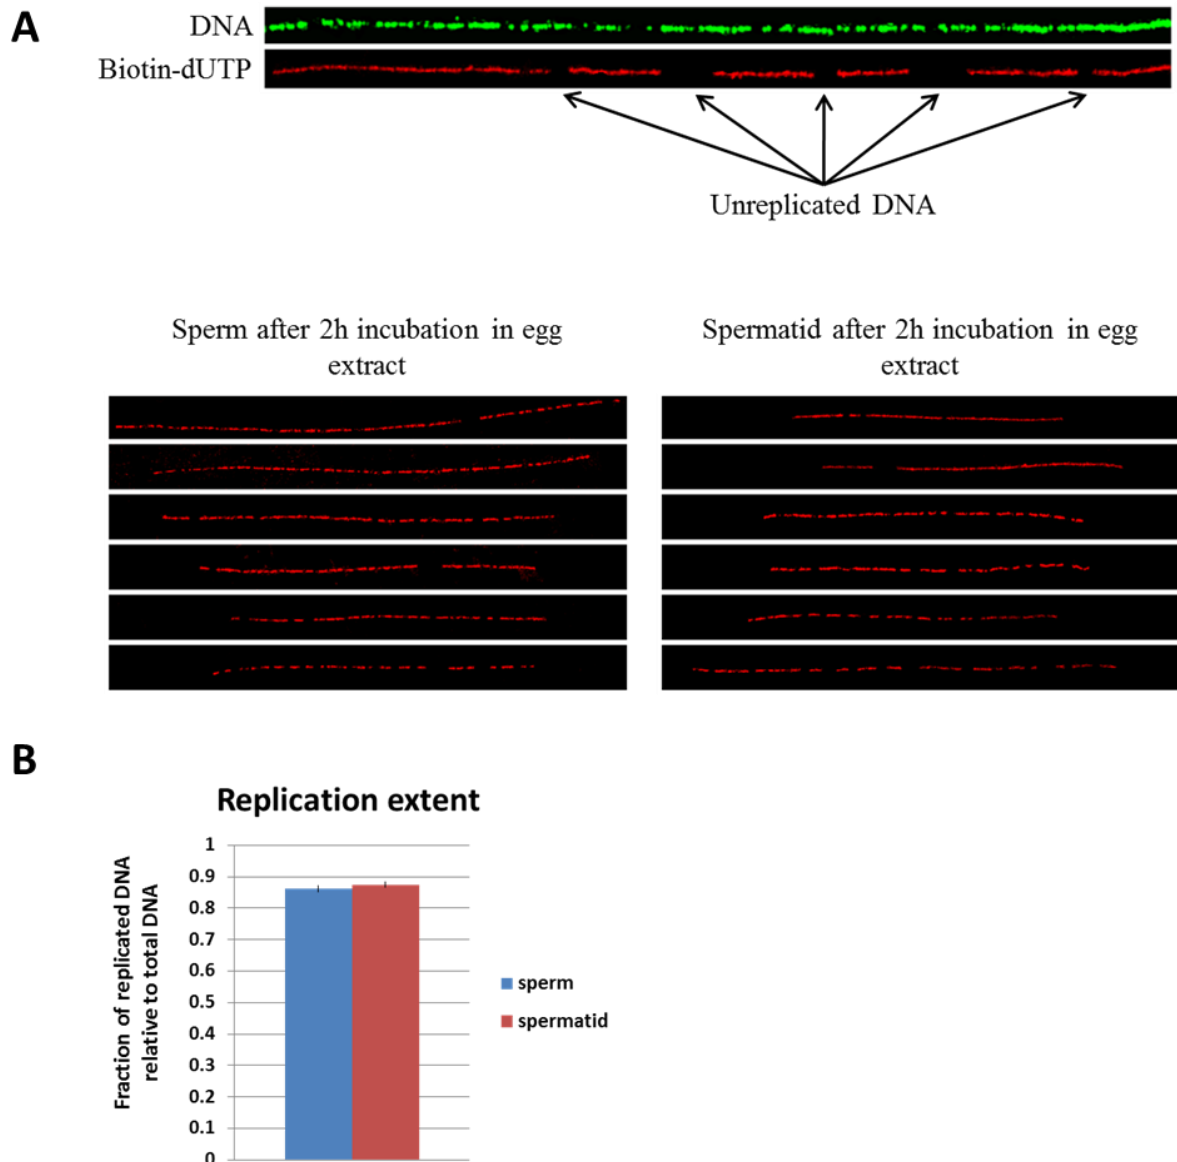 A
DNA
Biotin-dUTP
Unreplicated DNA
Sperm after 2h incubation in egg
extract
Spermatid after 2h incubation in egg
extract
B
Replication extent
Fraction of replicated DNA
relative to total DNA
1
0.9
0.8
0.7
0.6
0.5
0.4
0.3
0.2
0.1
0
sperm
spermatid